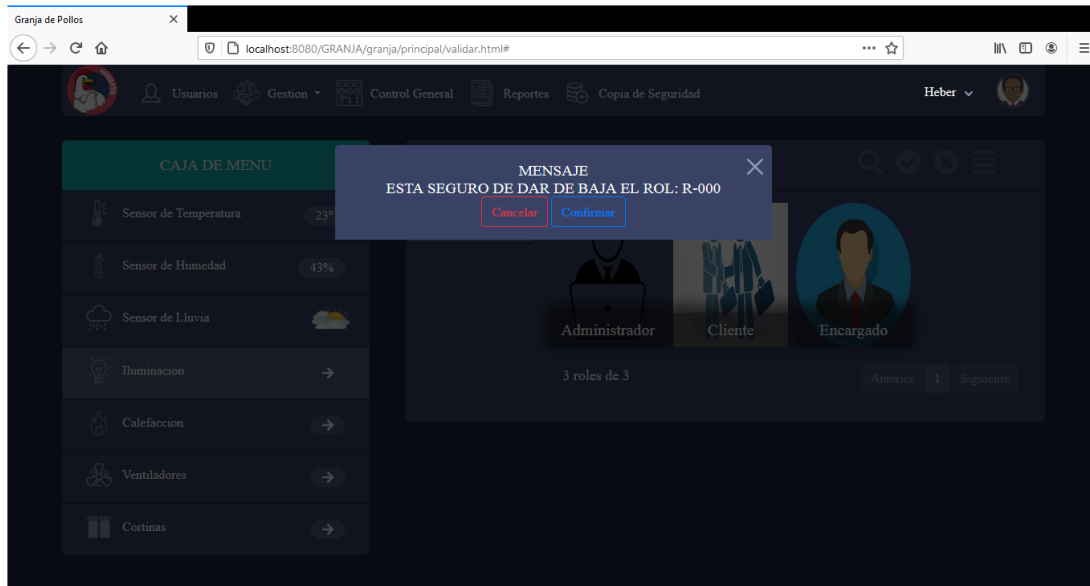 Granja de Pollos
localhost:8080/GRANJA/granja/principal/validar.html#
Usuarios
Gestion
Control General
Reportes
Copia de Seguridad
Heber
CAJA DE MENU
MENSAJE
ESTA SEGURO DE DAR DE BAJA EL ROL: R-000
Cancelar
Confirmar
Sensor de Temperatura
23°
Sensor de Humedad
43%
Sensor de Lluvia
Iluminacion
Calefaccion
Ventiladores
Cortinas
Administrador
Cliente
Encargado
3 roles de 3
Anterior
1
Siguiente